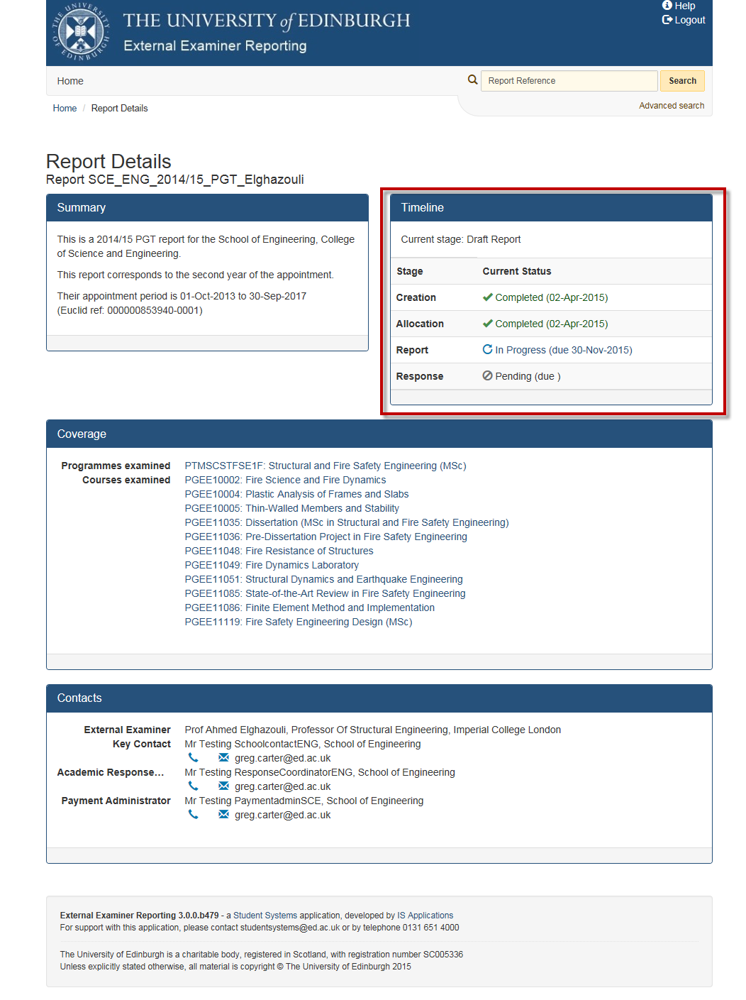 THE UNIVERSITY of EDINBURGH
External Examiner Reporting
Help
Logout
Home
Report Reference
Search
Home / Report Details
Advanced search
Report Details
Report SCE_ENG_2014/15_PGT_Elghazouli
Summary
This is a 2014/15 PGT report for the School of Engineering, College
of Science and Engineering.
This report corresponds to the second year of the appointment.
Their appointment period is 01-Oct-2013 to 30-Sep-2017
(Euclid ref: 000000853940-0001)
Timeline
Current stage: Draft Report
Stage Current Status
Creation Completed (02-Apr-2015)
Allocation Completed (02-Apr-2015)
Report In Progress (due 30-Nov-2015)
Response Pending (due )
Coverage
Programmes examined PTMSCSTFSE1F: Structural and Fire Safety Engineering (MSc)
Courses examined PGEE10002: Fire Science and Fire Dynamics
PGEE10004: Plastic Analysis of Frames and Slabs
PGEE10005: Thin-Walled Members and Stability
PGEE11035: Dissertation (MSc in Structural and Fire Safety Engineering)
PGEE11036: Pre-Dissertation Project in Fire Safety Engineering
PGEE11048: Fire Resistance of Structures
PGEE11049: Fire Dynamics Laboratory
PGEE11051: Structural Dynamics and Earthquake Engineering
PGEE11085: State-of-the-Art Review in Fire Safety Engineering
PGEE11086: Finite Element Method and Implementation
PGEE11119: Fire Safety Engineering Design (MSc)
Contacts
External Examiner Prof Ahmed Elghazouli, Professor Of Structural Engineering, Imperial College London
Key Contact Mr Testing SchoolcontactENG, School of Engineering
greg.carter@ed.ac.uk
Academic Response… Mr Testing ResponseCoordinatorENG, School of Engineering
greg.carter@ed.ac.uk
Payment Administrator Mr Testing PaymentadminSCE, School of Engineering
greg.carter@ed.ac.uk
External Examiner Reporting 3.0.0.b479 - a Student Systems application, developed by IS Applications
For support with this application, please contact studentsystems@ed.ac.uk or by telephone 0131 651 4000
The University of Edinburgh is a charitable body, registered in Scotland, with registration number SC005336
Unless explicitly stated otherwise, all material is copyright © The University of Edinburgh 2015